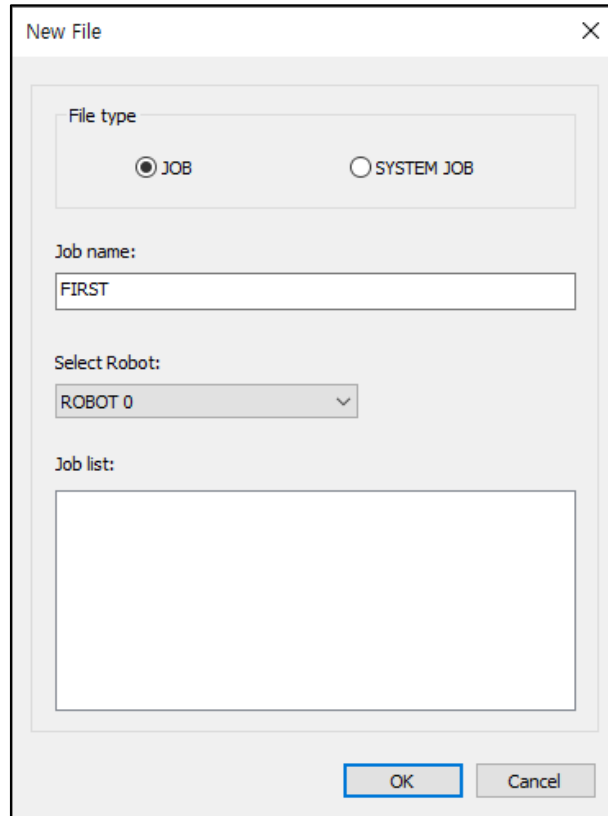 New File
File type
JOB
SYSTEM JOB
Job name:
FIRST
Select Robot:
ROBOT 0
Job list:
OK
Cancel